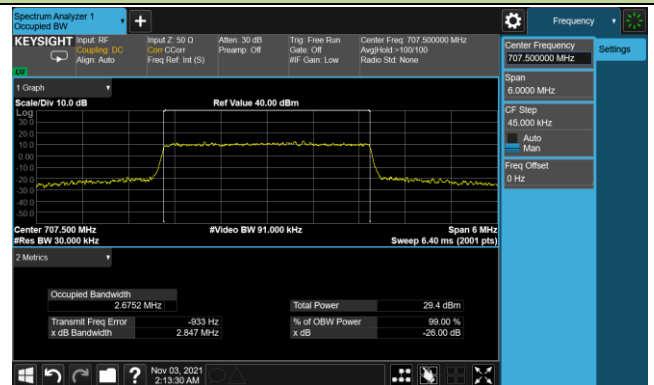 Spectrum Analyzer 1
Occupied BW
Frequency
KEYSIGHT
Input: RF
Coupling: DC
Align: Auto
Input Z: 50 Ω
Corr CCorr
Freq Ref: Int (S)
Atten: 30 dB
Preamp: Off
Trig: Free Run
Gate: Off
#IF Gain: Low
Center Freq: 707.500000 MHz
Avg|Hold:>100/100
Radio Std: None
Center Frequency
707.500000 MHz
Settings
Span
6.0000 MHz
CF Step
45.000 kHz
Auto
Man
Freq Offset
0 Hz
1 Graph
Scale/Div 10.0 dB
Ref Value 40.00 dBm
Log
30.0
20.0
10.0
0.00
-10.0
-20.0
-30.0
-40.0
-50.0
Center 707.500 MHz
#Video BW 91.000 kHz
Span 6 MHz
#Res BW 30.000 kHz
Sweep 6.40 ms (2001 pts)
2 Metrics
Occupied Bandwidth
2.6752 MHz
Total Power 29.4 dBm
Transmit Freq Error -933 Hz
% of OBW Power 99.00 %
x dB Bandwidth 2.847 MHz
x dB -26.00 dB
?
Nov 03, 2021
2:13:30 AM